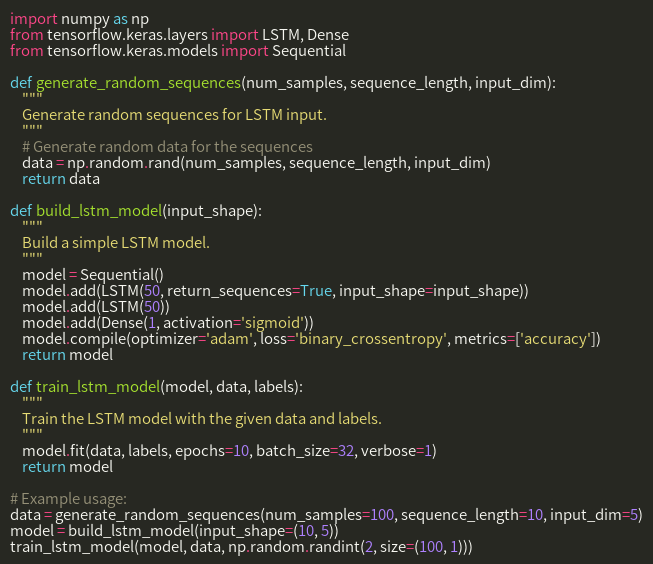 import numpy as np
from tensorflow.keras.layers import LSTM, Dense
from tensorflow.keras.models import Sequential

def generate_random_sequences(num_samples, sequence_length, input_dim):
    """
    Generate random sequences for LSTM input.
    """
    # Generate random data for the sequences
    data = np.random.rand(num_samples, sequence_length, input_dim)
    return data

def build_lstm_model(input_shape):
    """
    Build a simple LSTM model.
    """
    model = Sequential()
    model.add(LSTM(50, return_sequences=True, input_shape=input_shape))
    model.add(LSTM(50))
    model.add(Dense(1, activation='sigmoid'))
    model.compile(optimizer='adam', loss='binary_crossentropy', metrics=['accuracy'])
    return model

def train_lstm_model(model, data, labels):
    """
    Train the LSTM model with the given data and labels.
    """
    model.fit(data, labels, epochs=10, batch_size=32, verbose=1)
    return model

# Example usage:
data = generate_random_sequences(num_samples=100, sequence_length=10, input_dim=5)
model = build_lstm_model(input_shape=(10, 5))
train_lstm_model(model, data, np.random.randint(2, size=(100, 1)))